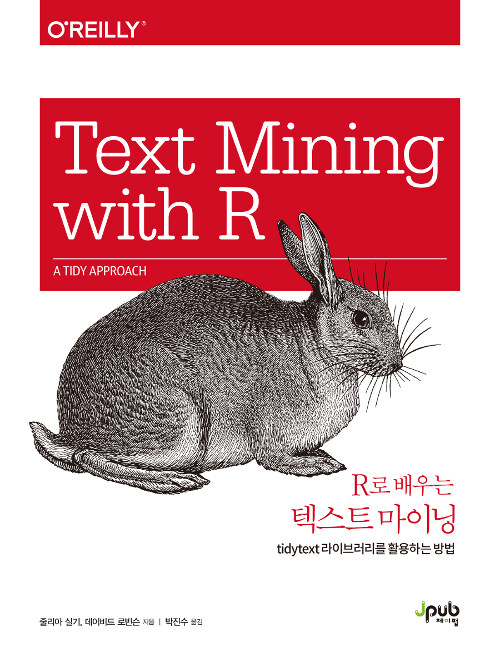 O'REILLY®
Text Mining
with R
A TIDY APPROACH
R로 배우는
텍스트 마이닝
tidytext 라이브러리를 활용하는 방법
줄리아 실기, 데이비드 로빈슨 지음 | 박진수 옮김
Jpub
제이펍